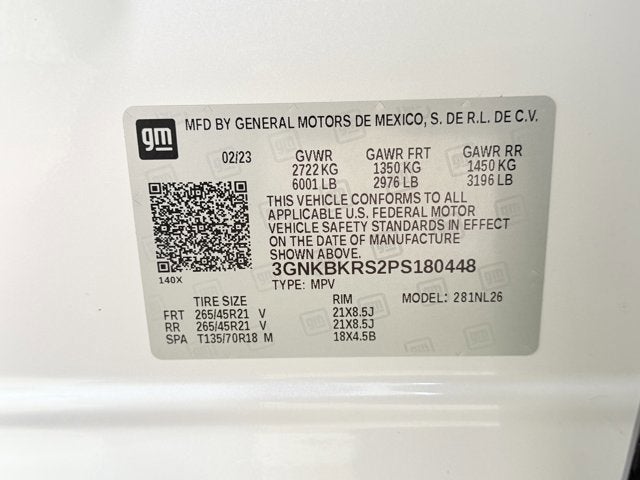 gm
MFD BY GENERAL MOTORS DE MEXICO, S. DE R.L. DE C.V.
02/23 GVWR GAWR FRT GAWR RR
2722 KG 1350 KG 1450 KG
6001 LB 2976 LB 3196 LB
THIS VEHICLE CONFORMS TO ALL
APPLICABLE U.S. FEDERAL MOTOR
VEHICLE SAFETY STANDARDS IN EFFECT
ON THE DATE OF MANUFACTURE
SHOWN ABOVE.
140X
3GNKBKRS2PS180448
TYPE: MPV MODEL: 281NL26
TIRE SIZE RIM
FRT 265/45R21 V 21X8.5J
RR 265/45R21 V 21X8.5J
SPA T135/70R18 M 18X4.5B